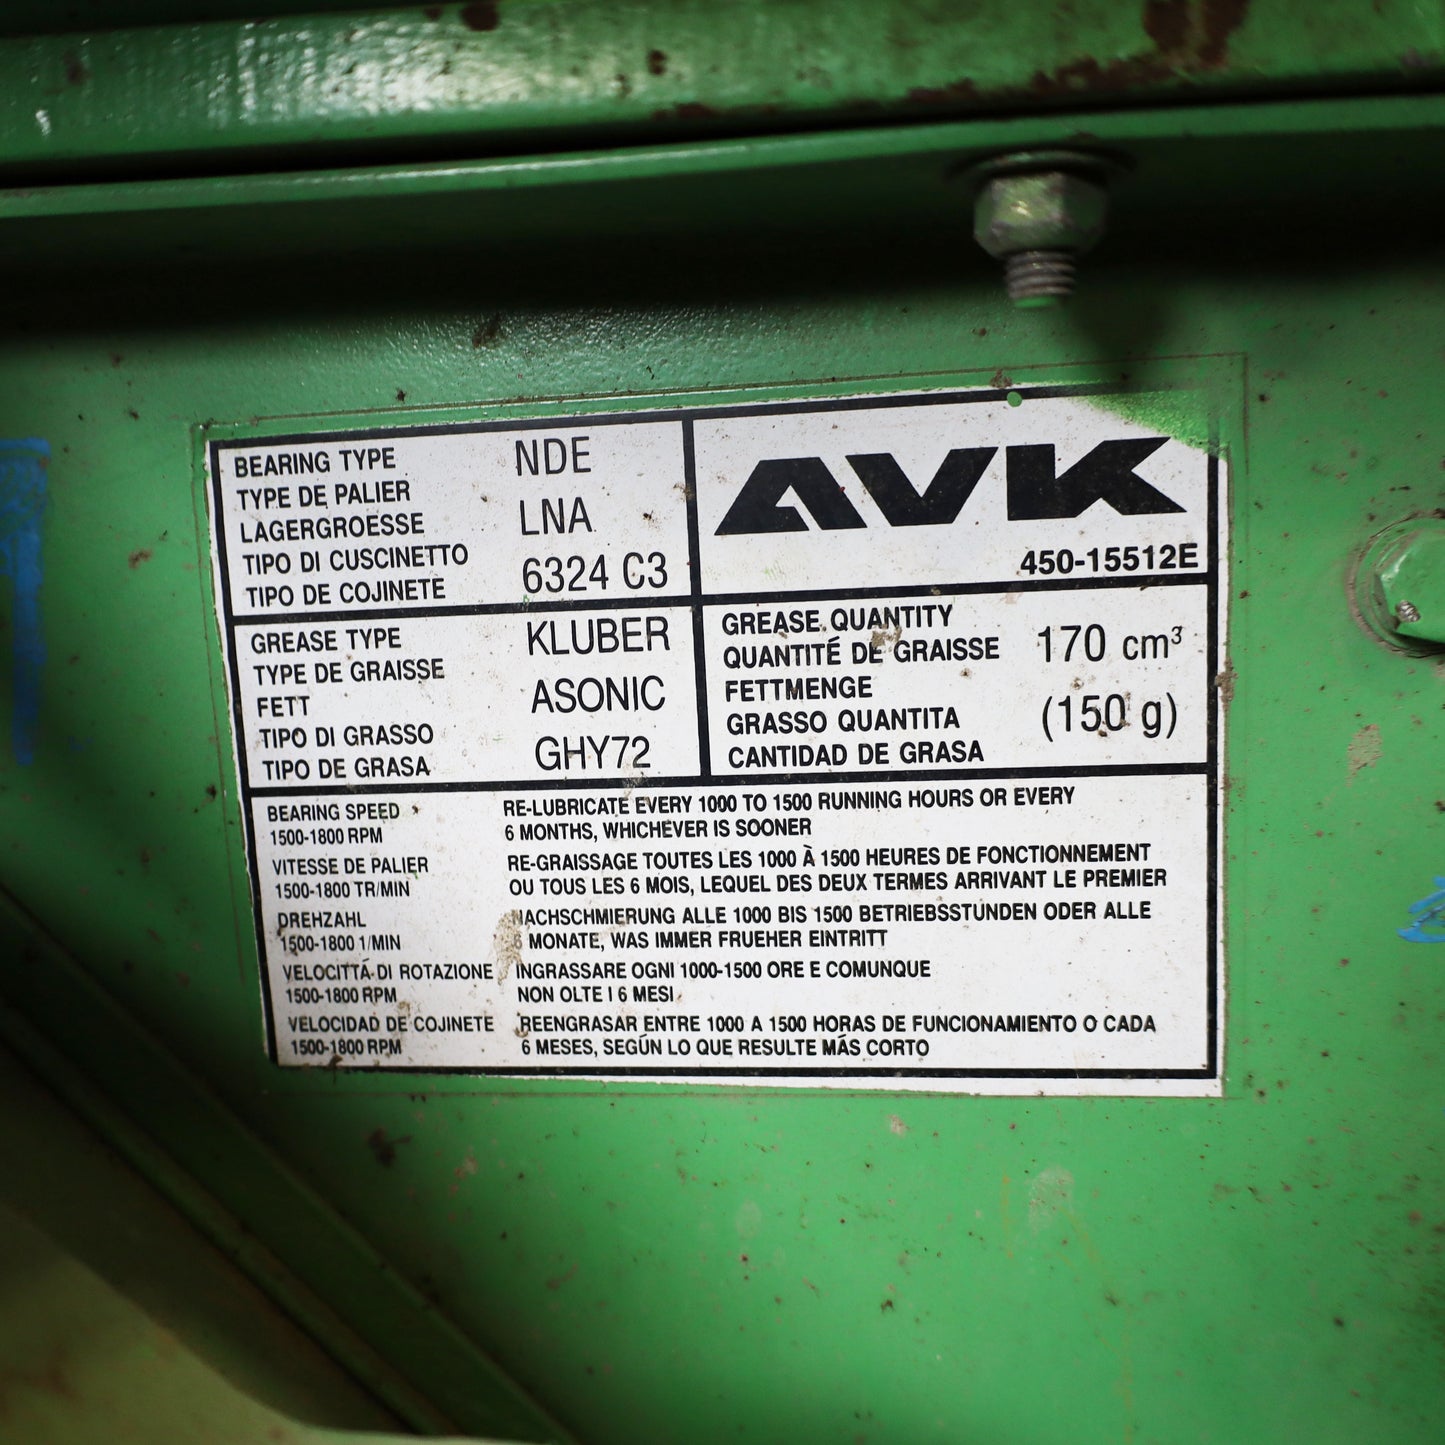 BEARING TYPE NDE
TYPE DE PALIER
LAGERGROESSE LNA
TIPO DI CUSCINETTO
TIPO DE COJINETE 6324 C3
AVK
450-15512E
GREASE TYPE KLUBER
TYPE DE GRAISSE
FETT ASONIC
TIPO DI GRASSO
TIPO DE GRASA GHY72
GREASE QUANTITY
QUANTITÉ DE GRAISSE 170 cm³
FETTMENGE
GRASSO QUANTITA (150 g)
CANTIDAD DE GRASA
BEARING SPEED RE-LUBRICATE EVERY 1000 TO 1500 RUNNING HOURS OR EVERY
1500-1800 RPM 6 MONTHS, WHICHEVER IS SOONER
VITESSE DE PALIER RE-GRAISSAGE TOUTES LES 1000 À 1500 HEURES DE FONCTIONNEMENT
1500-1800 TR/MIN OU TOUS LES 6 MOIS, LEQUEL DES DEUX TERMES ARRIVANT LE PREMIER
DREHZAHL NACHSCHMIERUNG ALLE 1000 BIS 1500 BETRIEBSSTUNDEN ODER ALLE
1500-1800 1/MIN 6 MONATE, WAS IMMER FRUEHER EINTRITT
VELOCITTÁ DI ROTAZIONE INGRASSARE OGNI 1000-1500 ORE E COMUNQUE
1500-1800 RPM NON OLTE I 6 MESI
VELOCIDAD DE COJINETE REENGRASAR ENTRE 1000 A 1500 HORAS DE FUNCIONAMIENTO O CADA
1500-1800 RPM 6 MESES, SEGÚN LO QUE RESULTE MÁS CORTO